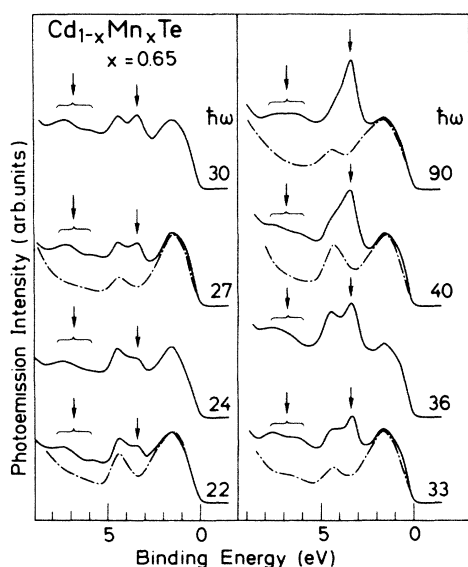 Cd1-xMnxTe
x = 0.65
ħω
30
27
24
22
ħω
90
40
36
33
5
0
5
0
Photoemission Intensity (arb.units)
Binding Energy (eV)